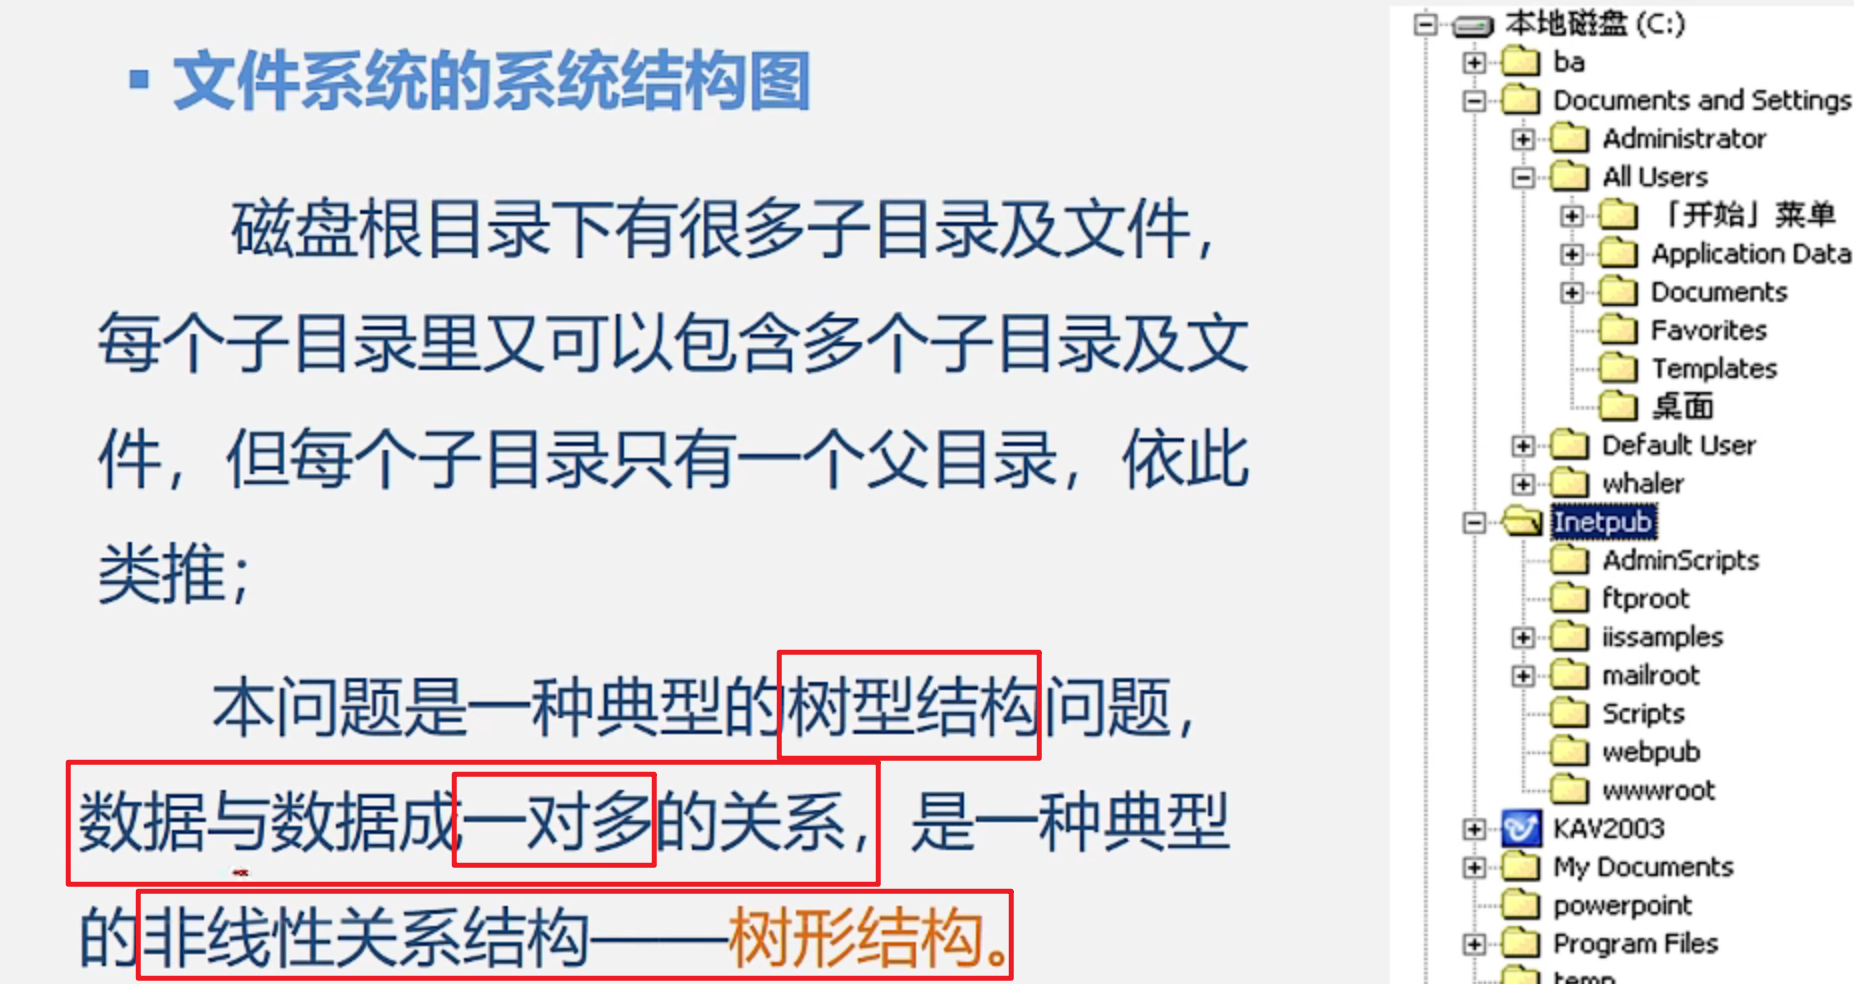 文件系统的系统结构图
磁盘根目录下有很多子目录及文件，
每个子目录里又可以包含多个子目录及文
件，但每个子目录只有一个父目录，依此
类推；
本问题是一种典型的树型结构问题，
数据与数据成一对多的关系，是一种典型
的非线性关系结构——树形结构。
本地磁盘 (C:)
ba
Documents and Settings
Administrator
All Users
「开始」菜单
Application Data
Documents
Favorites
Templates
桌面
Default User
whaler
Inetpub
AdminScripts
ftproot
iissamples
mailroot
Scripts
webpub
wwwroot
KAV2003
My Documents
powerpoint
Program Files
temp